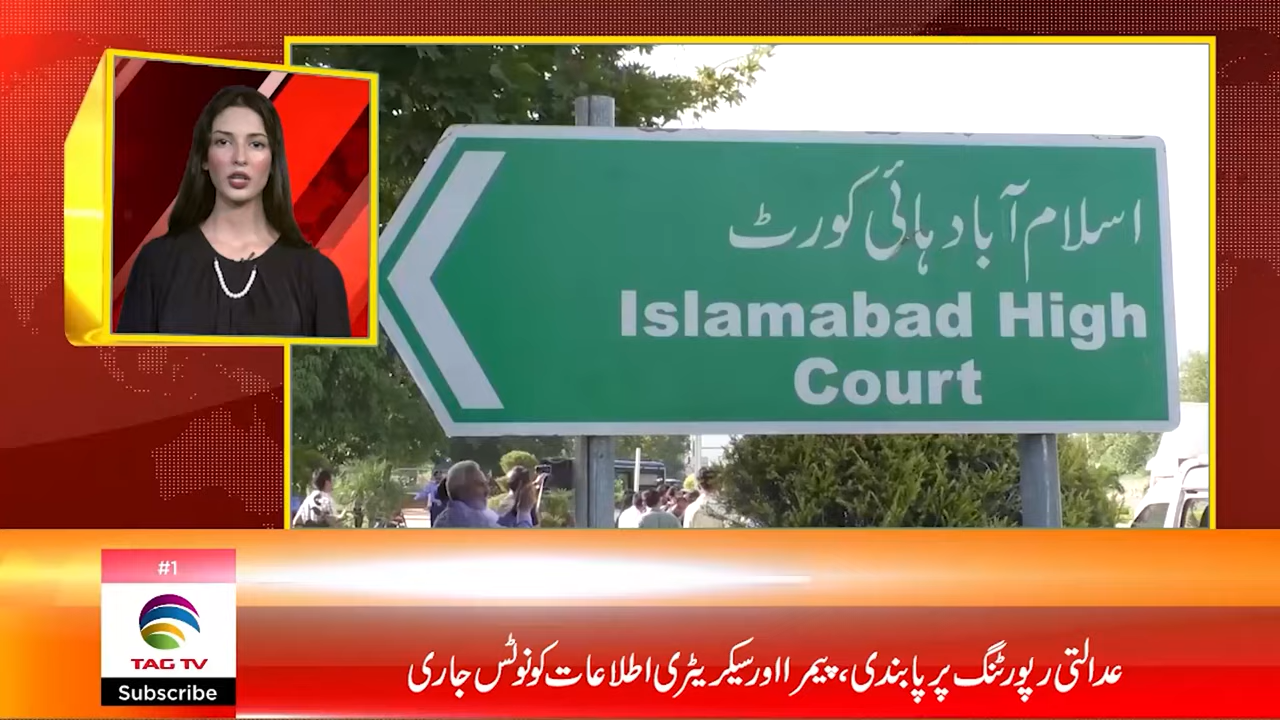 اسلام آباد ہائی کورٹ
Islamabad High
Court
#1
TAG TV
Subscribe
عدالتی رپورٹنگ پر پابندی، پیمرا اور سیکریٹری اطلاعات کو نوٹس جاری